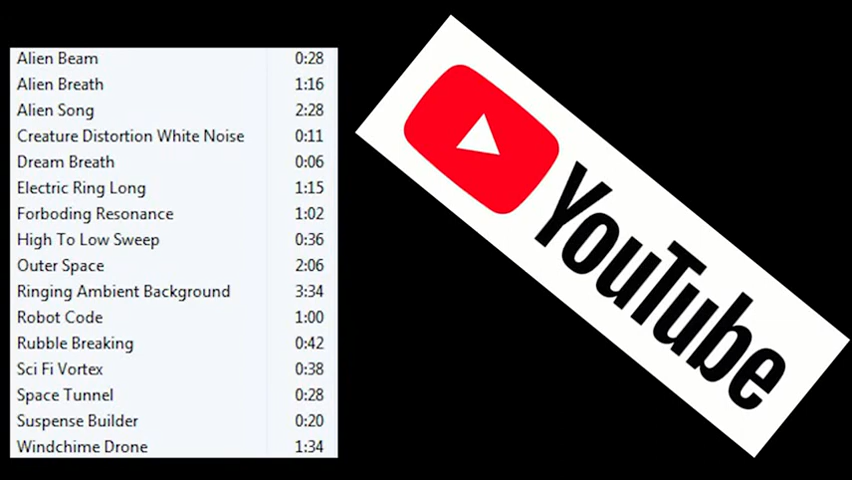 Alien Beam 0:28
Alien Breath 1:16
Alien Song 2:28
Creature Distortion White Noise 0:11
Dream Breath 0:06
Electric Ring Long 1:15
Forboding Resonance 1:02
High To Low Sweep 0:36
Outer Space 2:06
Ringing Ambient Background 3:34
Robot Code 1:00
Rubble Breaking 0:42
Sci Fi Vortex 0:38
Space Tunnel 0:28
Suspense Builder 0:20
Windchime Drone 1:34
YouTube